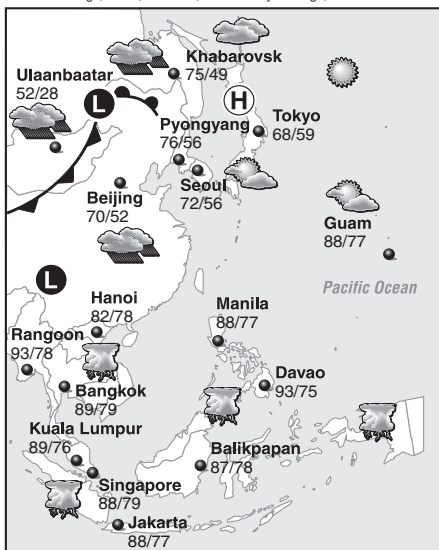 Khabarovsk
75/49
Ulaanbaatar
52/28
L
H
Tokyo
68/59
Pyongyang
76/56
Seoul
72/56
Beijing
70/52
Guam
88/77
Pacific Ocean
L
Hanoi
82/78
Manila
88/77
Rangoon
93/78
Davao
93/75
Bangkok
89/79
Kuala Lumpur
89/76
Balikpapan
87/78
Singapore
88/79
Jakarta
88/77